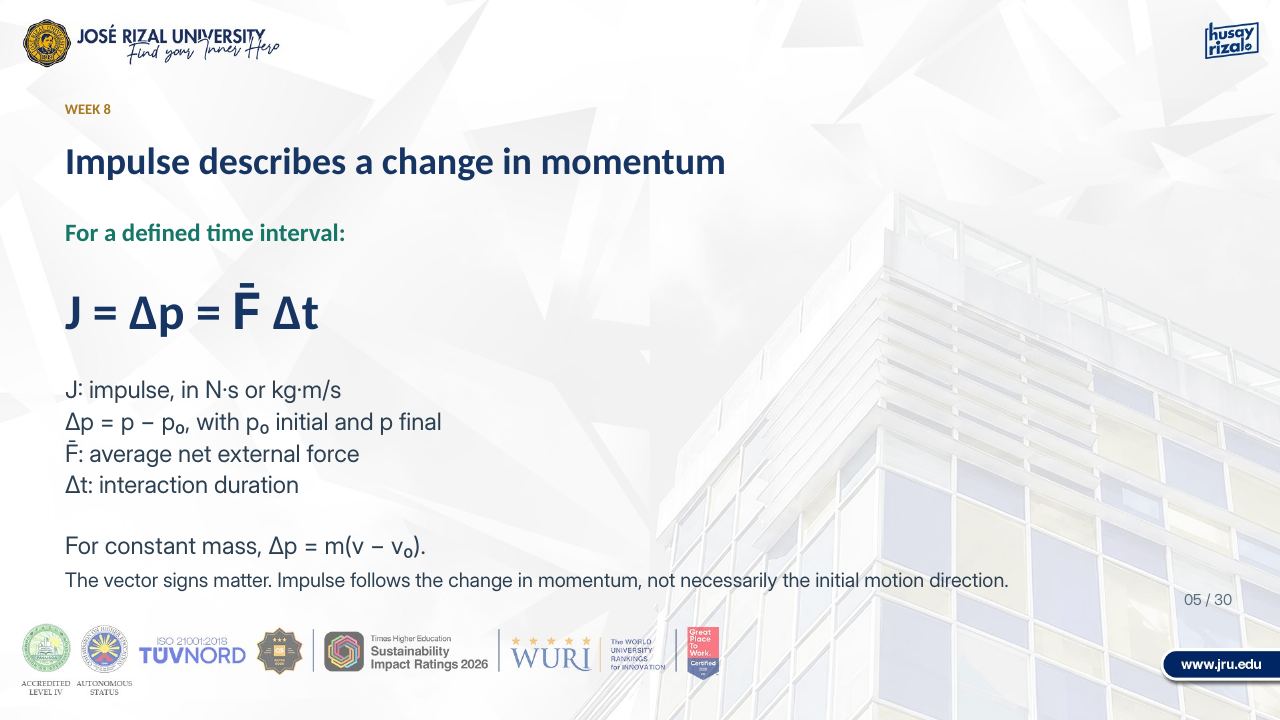 JOSÉ RIZAL UNIVERSITY
Find your Inner Hero
husay
rizal
WEEK 8
Impulse describes a change in momentum
For a defined time interval:
J = Δp = F̄ Δt
J: impulse, in N·s or kg·m/s
Δp = p − p₀, with p₀ initial and p final
F̄: average net external force
Δt: interaction duration
For constant mass, Δp = m(v − v₀).
The vector signs matter. Impulse follows the change in momentum, not necessarily the initial motion direction.
05 / 30
ACCREDITED
LEVEL IV
AUTONOMOUS
STATUS
ISO 21001:2018
TÜVNORD
Times Higher Education
Sustainability
Impact Ratings 2026
WURI
The WORLD
UNIVERSITY
RANKINGS
for INNOVATION
Great
Place
To
Work.
Certified
www.jru.edu